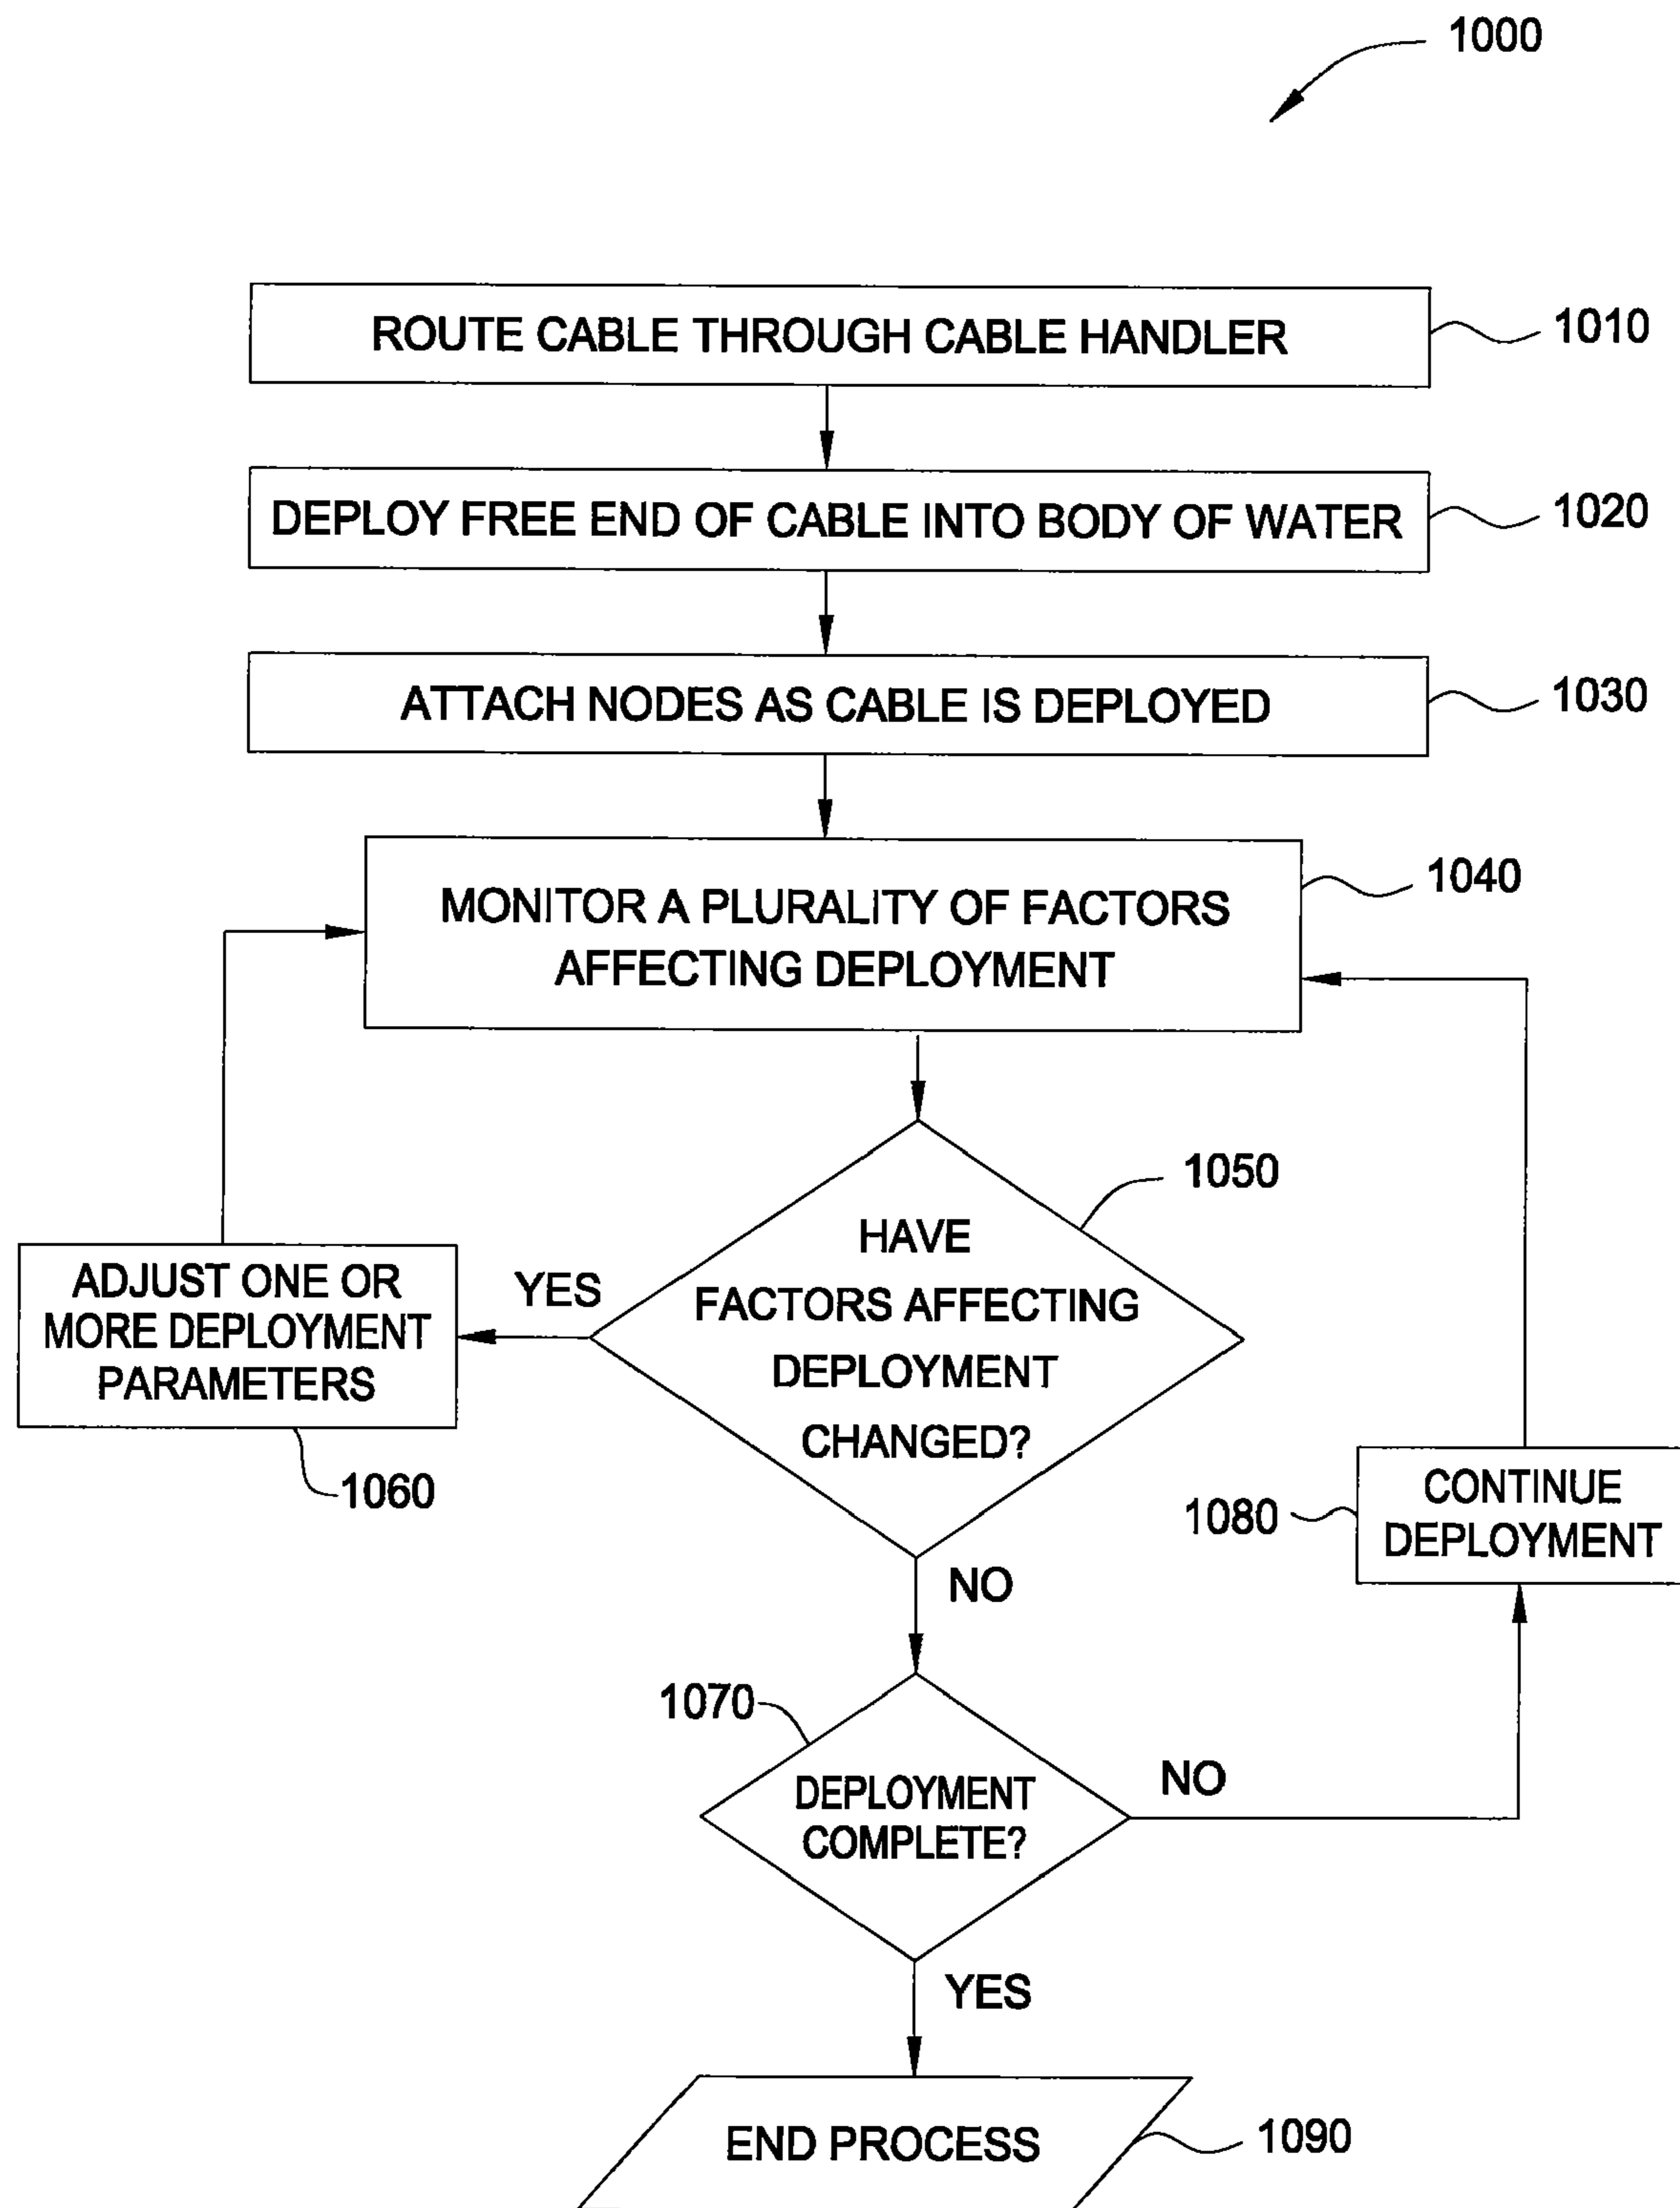 1000
ROUTE CABLE THROUGH CABLE HANDLER
1010
DEPLOY FREE END OF CABLE INTO BODY OF WATER
1020
ATTACH NODES AS CABLE IS DEPLOYED
1030
MONITOR A PLURALITY OF FACTORS
AFFECTING DEPLOYMENT
1040
HAVE
FACTORS AFFECTING
DEPLOYMENT
CHANGED?
1050
YES
ADJUST ONE OR
MORE DEPLOYMENT
PARAMETERS
1060
NO
CONTINUE
DEPLOYMENT
1080
1070
DEPLOYMENT
COMPLETE?
NO
YES
END PROCESS
1090